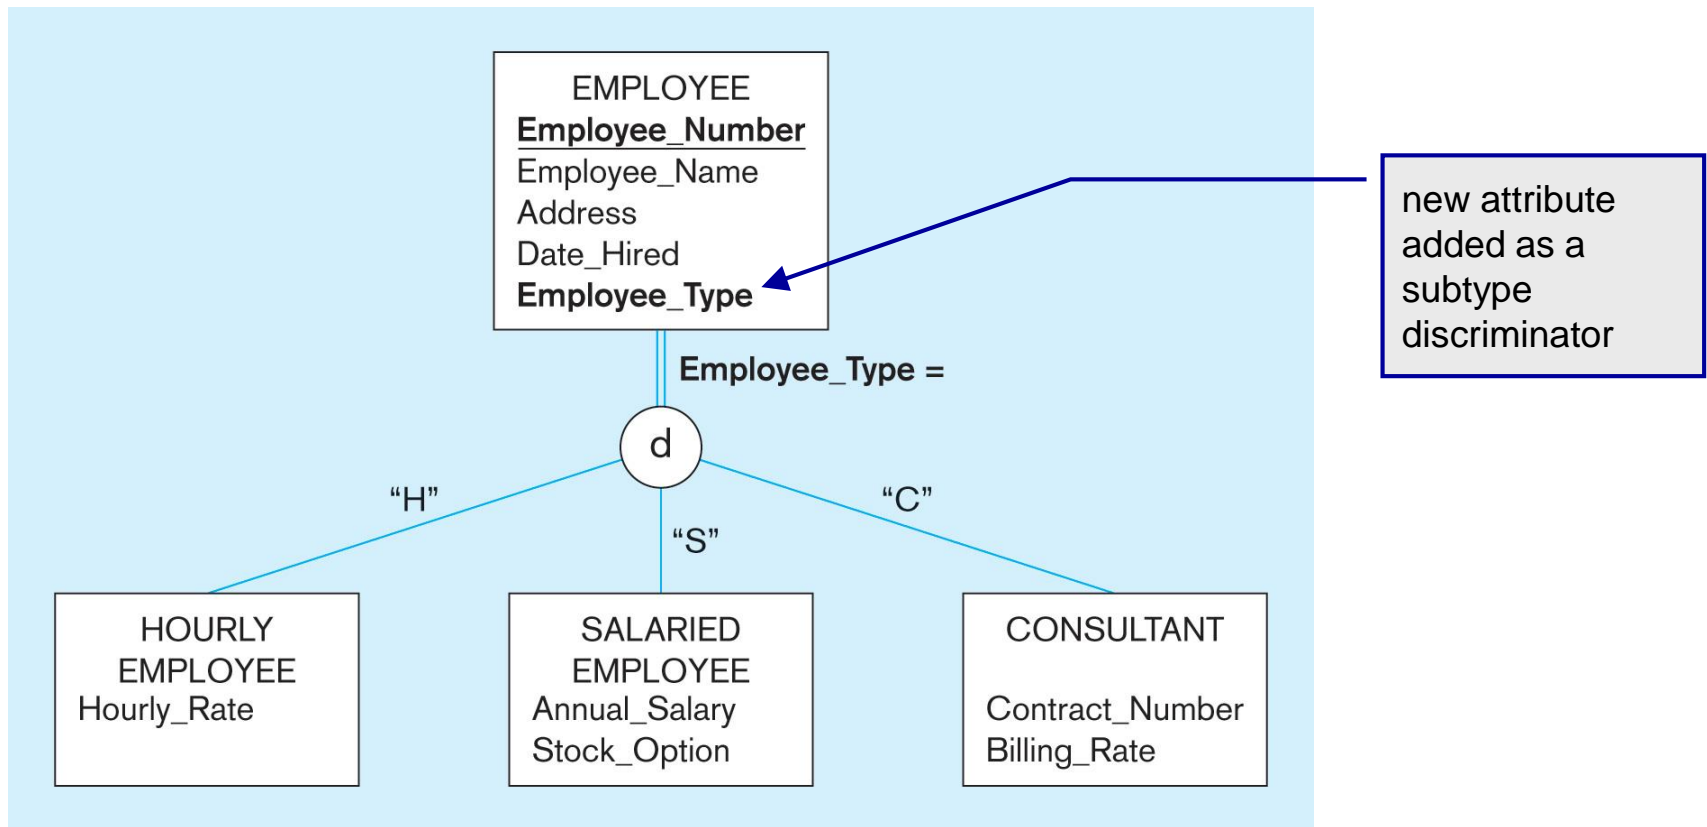 EMPLOYEE
Employee_Number
Employee_Name
Address
Date_Hired
Employee_Type
new attribute
added as a
subtype
discriminator
Employee_Type =
d
“H”
“S”
“C”
HOURLY
EMPLOYEE
Hourly_Rate
SALARIED
EMPLOYEE
Annual_Salary
Stock_Option
CONSULTANT
Contract_Number
Billing_Rate